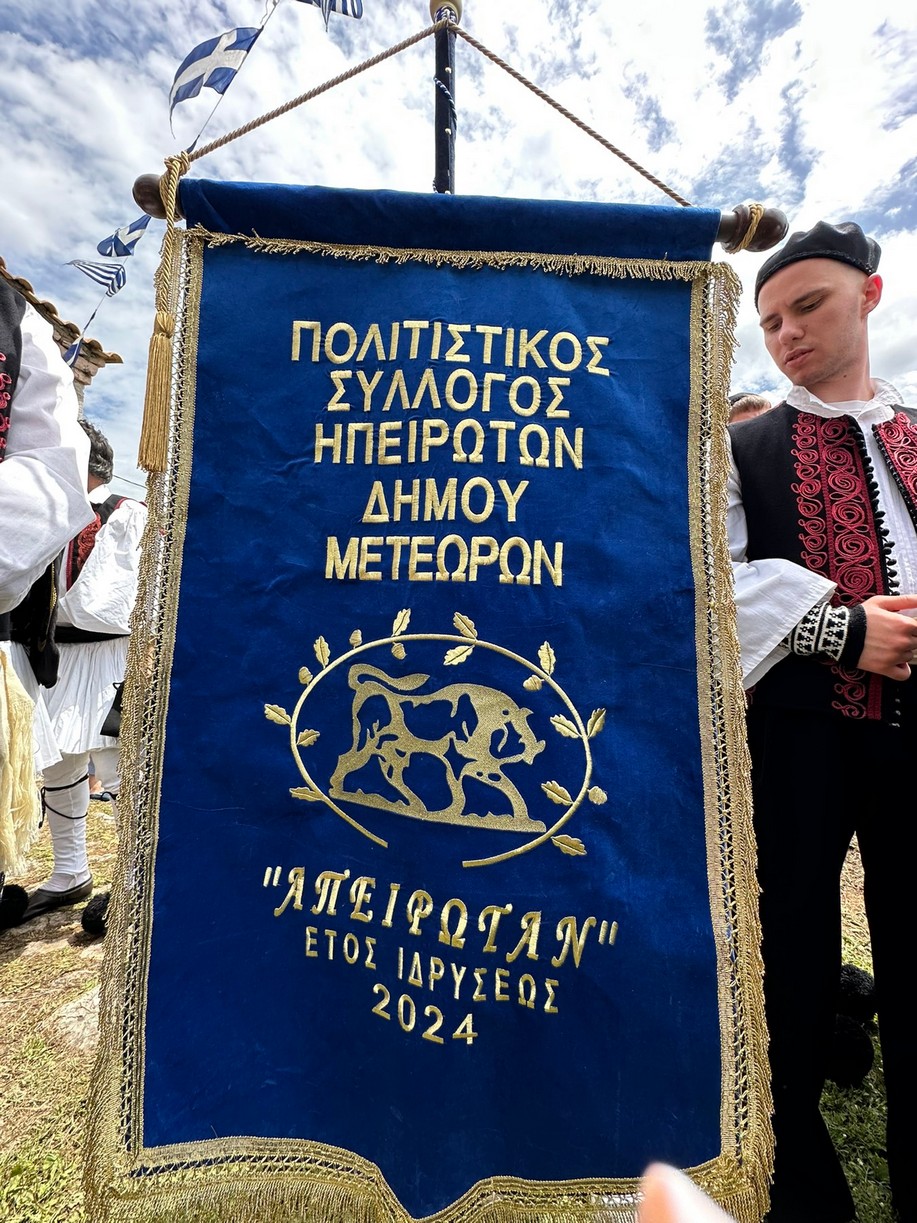 ΠΟΛΙΤΙΣΤΙΚΟΣ
ΣΥΛΛΟΓΟΣ
ΗΠΕΙΡΩΤΩΝ
ΔΗΜΟΥ
ΜΕΤΕΩΡΩΝ
"ΑΠΕΙΡΩΤΑΝ"
ΕΤΟΣ ΙΔΡΥΣΕΩΣ
2024